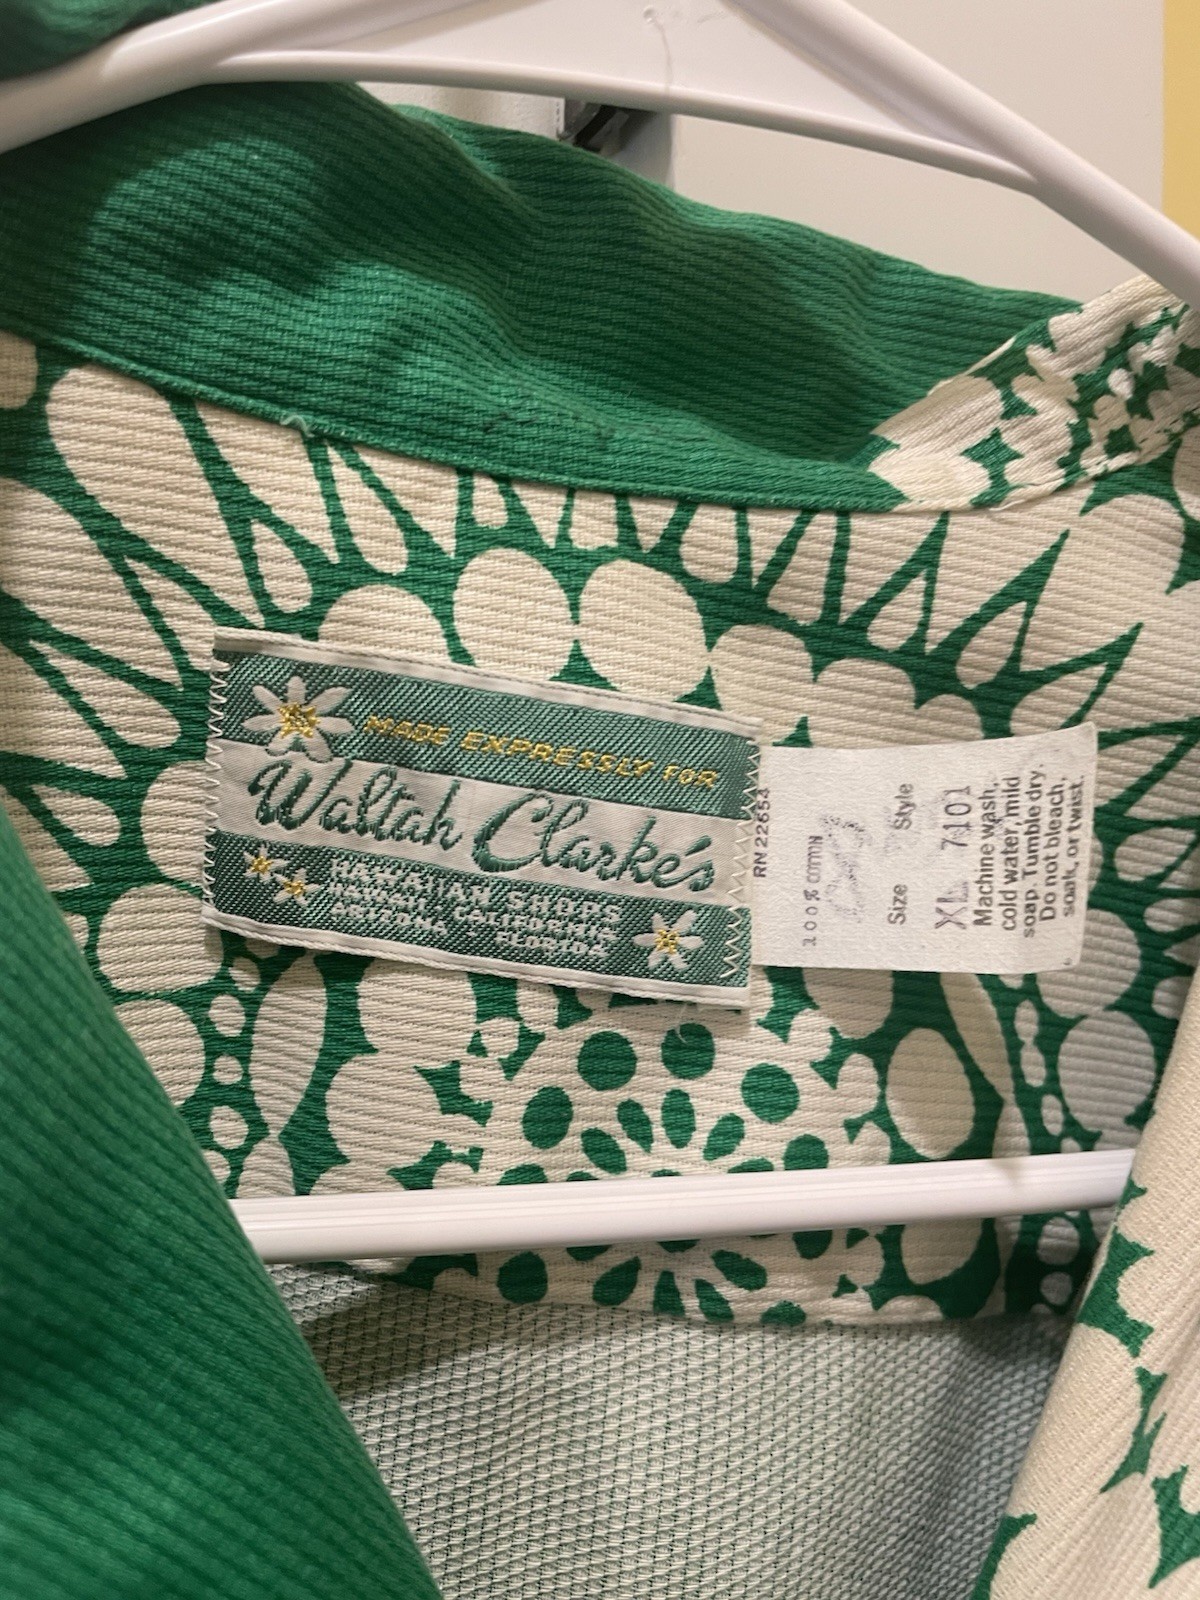 MADE EXPRESSLY FOR
Waltah Clarke's
HAWAIIAN SHOPS
HAWAII - CALIFORNIA
ARIZONA - FLORIDA
RN 22654
100% COTTON
Size Style
XL 7101
Machine wash,
cold water, mild
soap. Tumble dry.
Do not bleach,
soak, or twist.